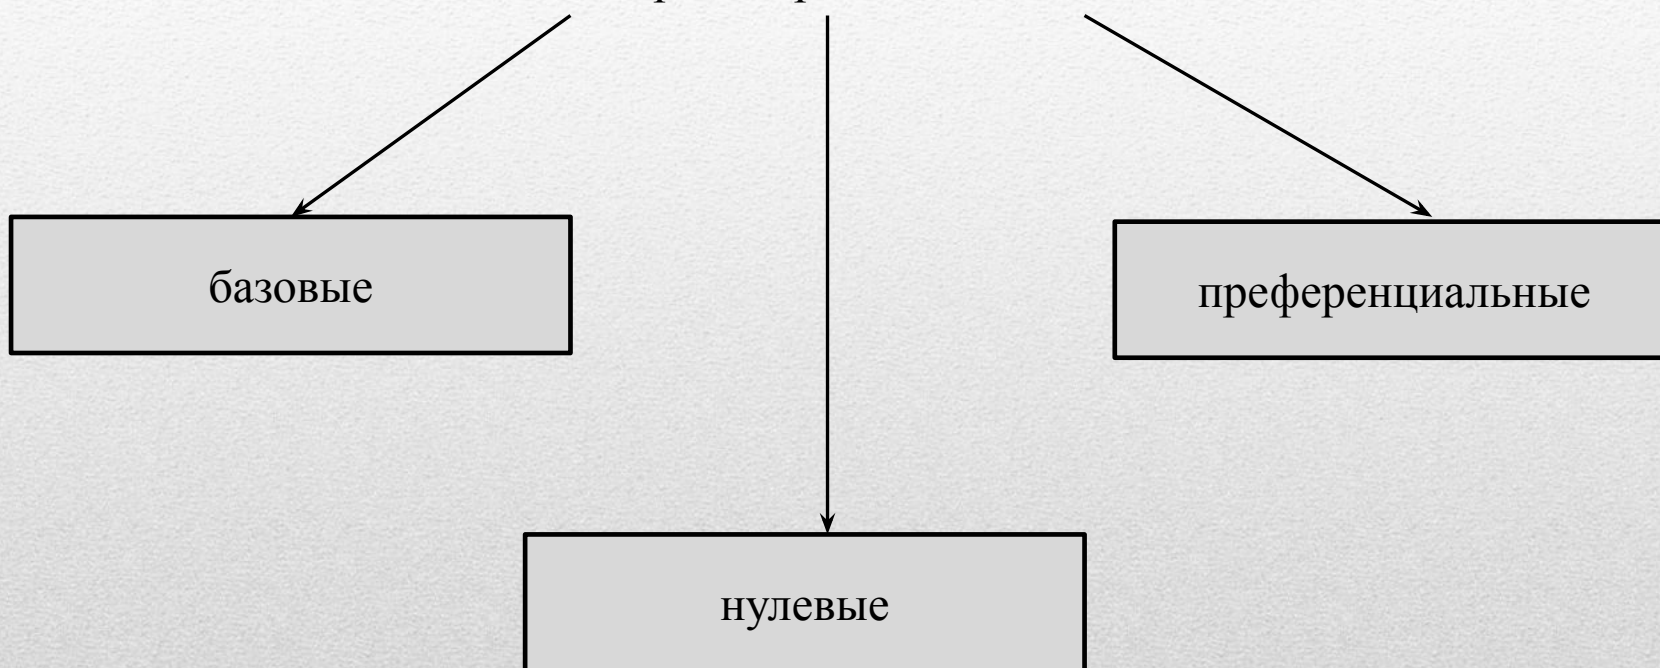 базовые
преференциальные
нулевые